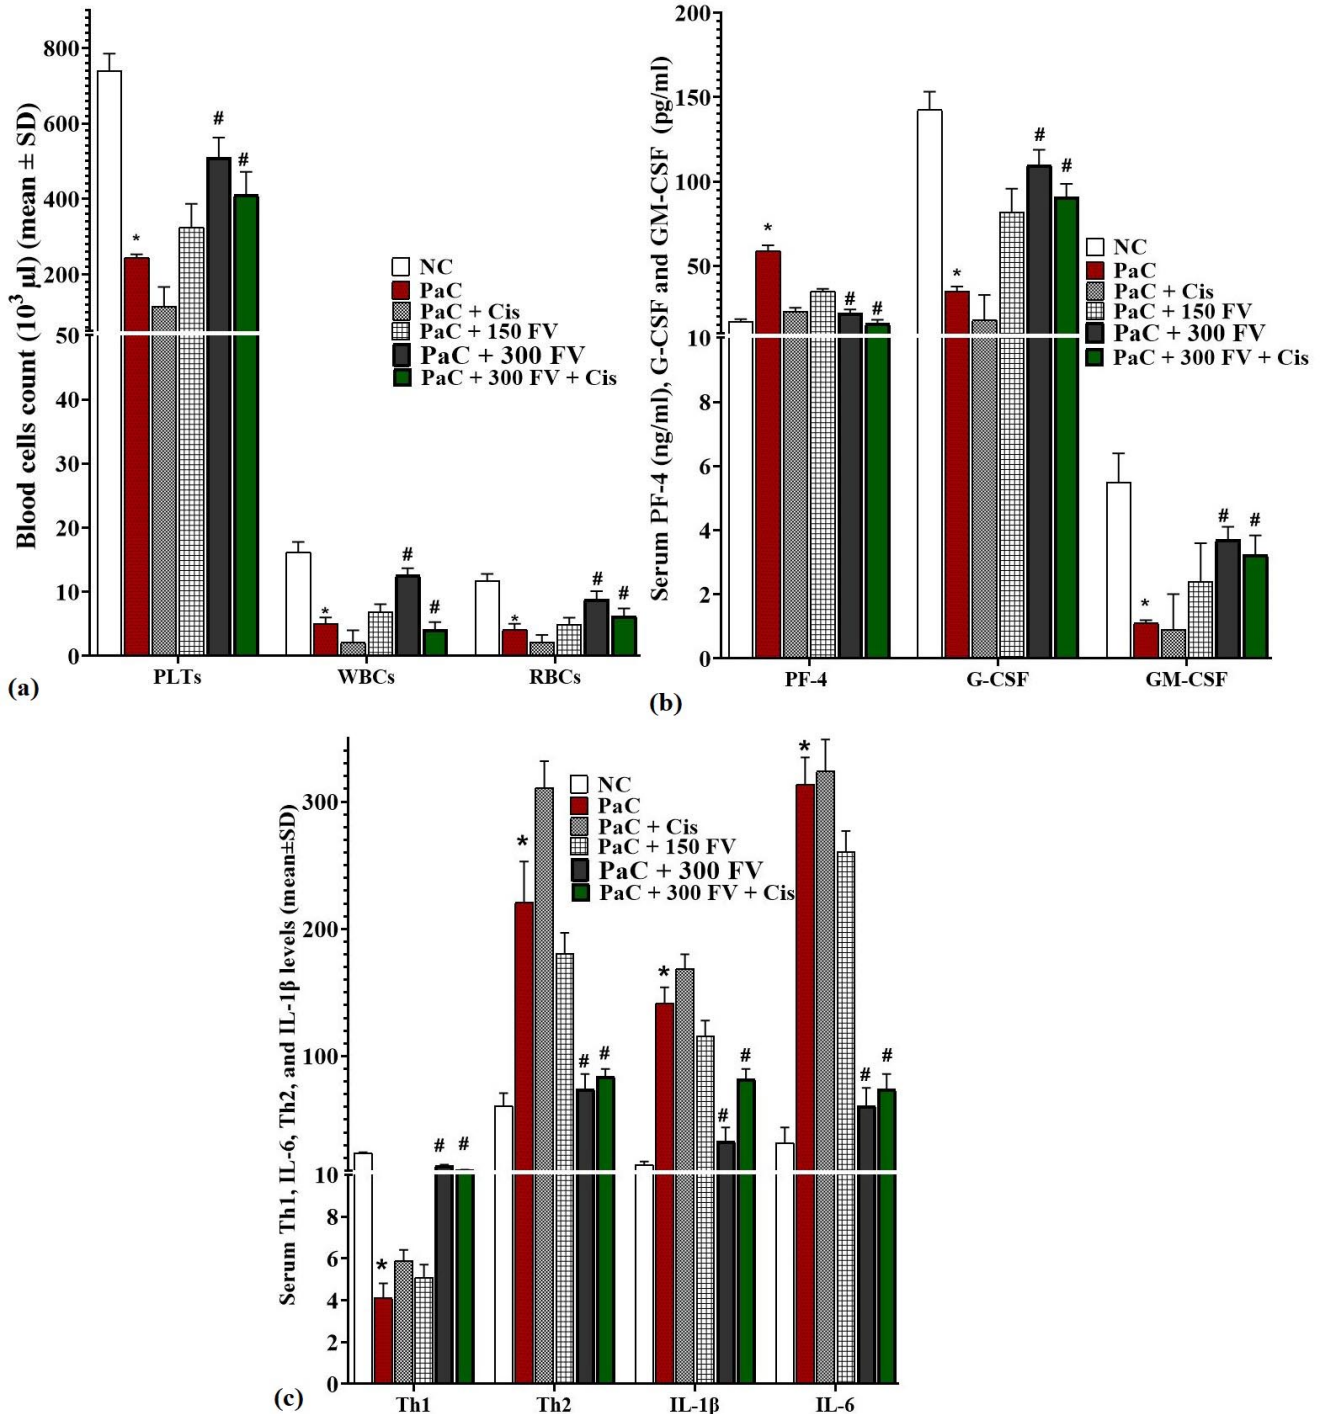 Blood cells count (10³ µl) (mean ± SD)
800
600
400
200
50
40
30
20
10
0
*
#
#
*
#
#
*
#
#
NC
PaC
PaC + Cis
PaC + 150 FV
PaC + 300 FV
PaC + 300 FV + Cis
PLTs
WBCs
RBCs
(a)
Serum PF-4 (ng/ml), G-CSF and GM-CSF (pg/ml)
200
150
100
50
10
8
6
4
2
0
*
#
#
*
#
#
*
#
#
NC
PaC
PaC + Cis
PaC + 150 FV
PaC + 300 FV
PaC + 300 FV + Cis
PF-4
G-CSF
GM-CSF
(b)
Serum Th1, IL-6, Th2, and IL-1β levels (mean±SD)
300
200
100
10
8
6
4
2
0
*
#
#
*
#
#
*
#
#
*
#
#
NC
PaC
PaC + Cis
PaC + 150 FV
PaC + 300 FV
PaC + 300 FV + Cis
Th1
Th2
IL-1β
IL-6
(c)